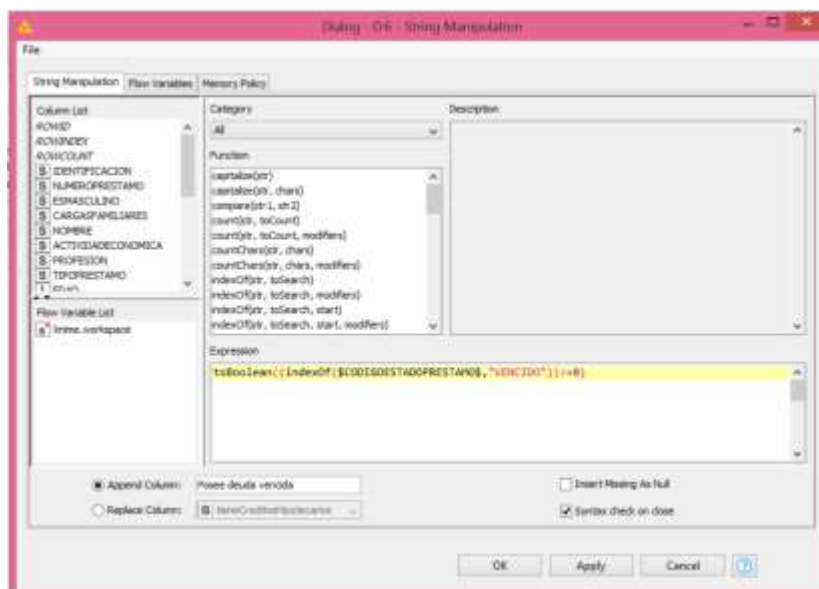 Dialog - 0:6 - String Manipulation
File
String Manipulation Flow Variables Memory Policy
Column List
ROWID
ROWINDEX
ROWCOUNT
S IDENTIFICACION
S NUMEROPRESTAMO
S ESMASCULINO
S CARGASFAMILIARES
S NOMBRE
S ACTIVIDADECONOMICA
S PROFESION
S TIPOPRESTAMO
Flow Variable List
s knime.workspace
Category
All
Function
capitalize(str)
capitalize(str, chars)
compare(str1, str2)
count(str, toCount)
count(str, toCount, modifiers)
countChars(str, chars)
countChars(str, chars, modifiers)
indexOf(str, toSearch)
indexOf(str, toSearch, modifiers)
indexOf(str, toSearch, start)
indexOf(str, toSearch, start, modifiers)
Description
Expression
toBoolean((indexOf($CODIGOESTADOPRESTAMO$,"VENCIDO"))>=0)
Append Column: Posee deuda vencida
Replace Column: S
Insert Missing As Null
Syntax check on close
OK Apply Cancel ?